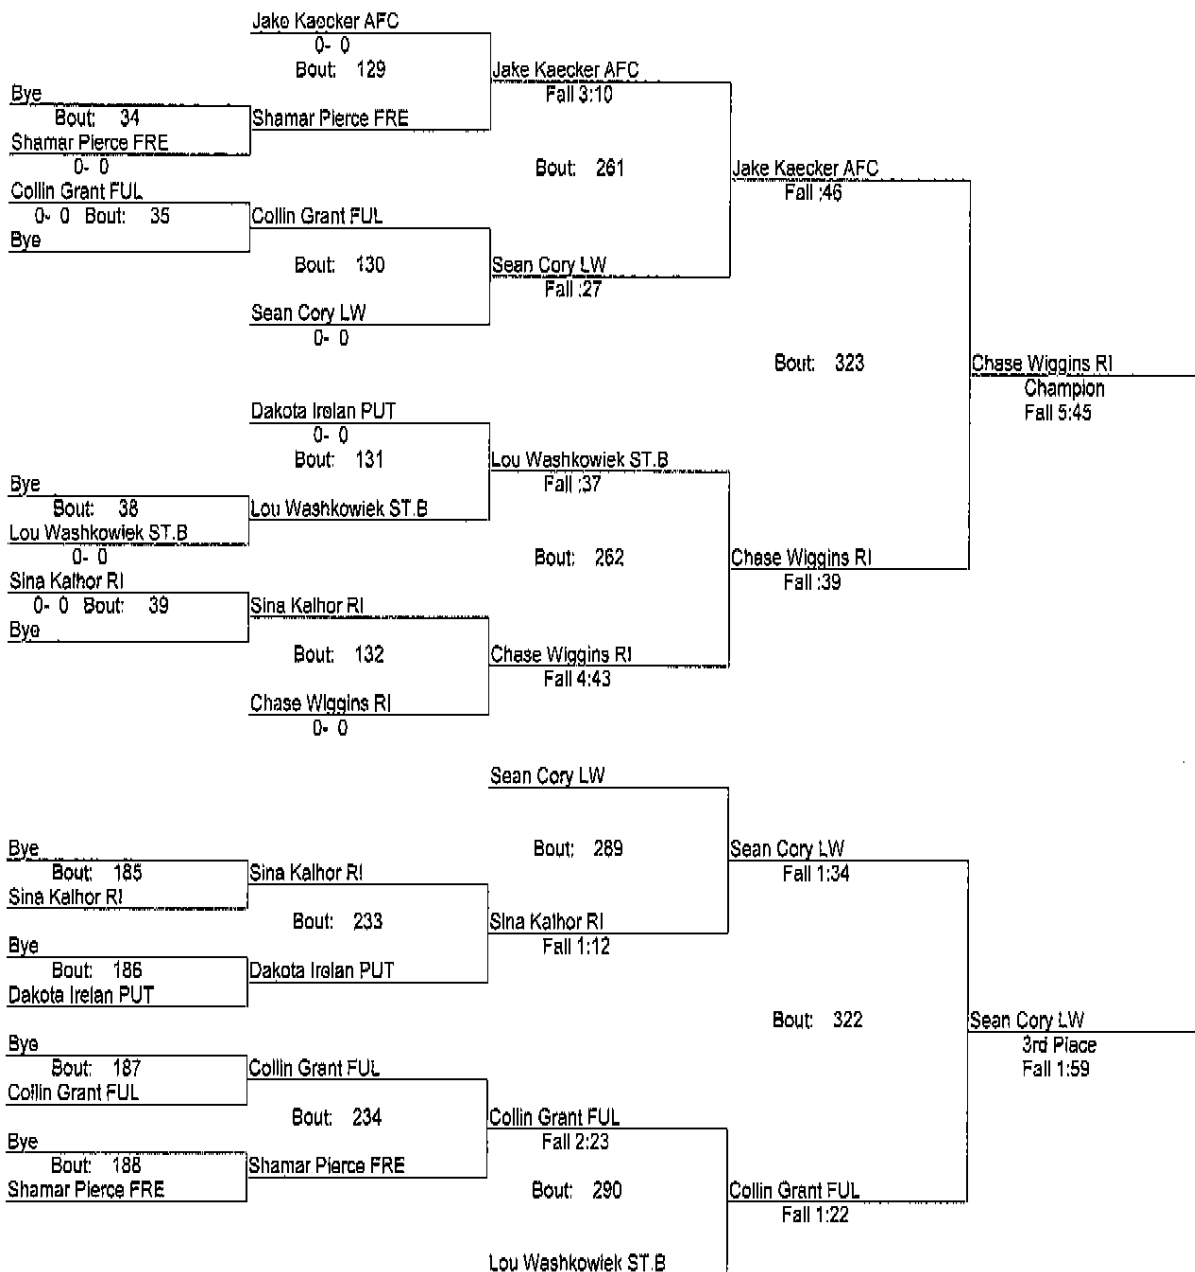 Jake Kaecker AFC
0- 0
Bout: 129
Jake Kaecker AFC
Fall 3:10
Bye
Bout: 34
Shamar Pierce FRE
Shamar Pierce FRE
0- 0
Bout: 261
Jake Kaecker AFC
Fall :46
Collin Grant FUL
0- 0 Bout: 35
Collin Grant FUL
Bye
Bout: 130
Sean Cory LW
Fall :27
Sean Cory LW
0- 0
Bout: 323
Chase Wiggins RI
Champion
Fall 5:45
Dakota Irelan PUT
0- 0
Bout: 131
Lou Washkowiek ST.B
Fall :37
Bye
Bout: 38
Lou Washkowiek ST.B
Lou Washkowiek ST.B
0- 0
Bout: 262
Chase Wiggins RI
Fall :39
Sina Kalhor RI
0- 0 Bout: 39
Sina Kalhor RI
Bye
Bout: 132
Chase Wiggins RI
Fall 4:43
Chase Wiggins RI
0- 0
Sean Cory LW
Bout: 289
Sean Cory LW
Fall 1:34
Bye
Bout: 185
Sina Kalhor RI
Sina Kalhor RI
Bout: 233
Sina Kalhor RI
Fall 1:12
Bye
Bout: 186
Dakota Irelan PUT
Dakota Irelan PUT
Bout: 322
Sean Cory LW
3rd Place
Fall 1:59
Bye
Bout: 187
Collin Grant FUL
Collin Grant FUL
Bout: 234
Collin Grant FUL
Fall 2:23
Bye
Bout: 188
Shamar Pierce FRE
Shamar Pierce FRE
Bout: 290
Collin Grant FUL
Fall 1:22
Lou Washkowiek ST.B